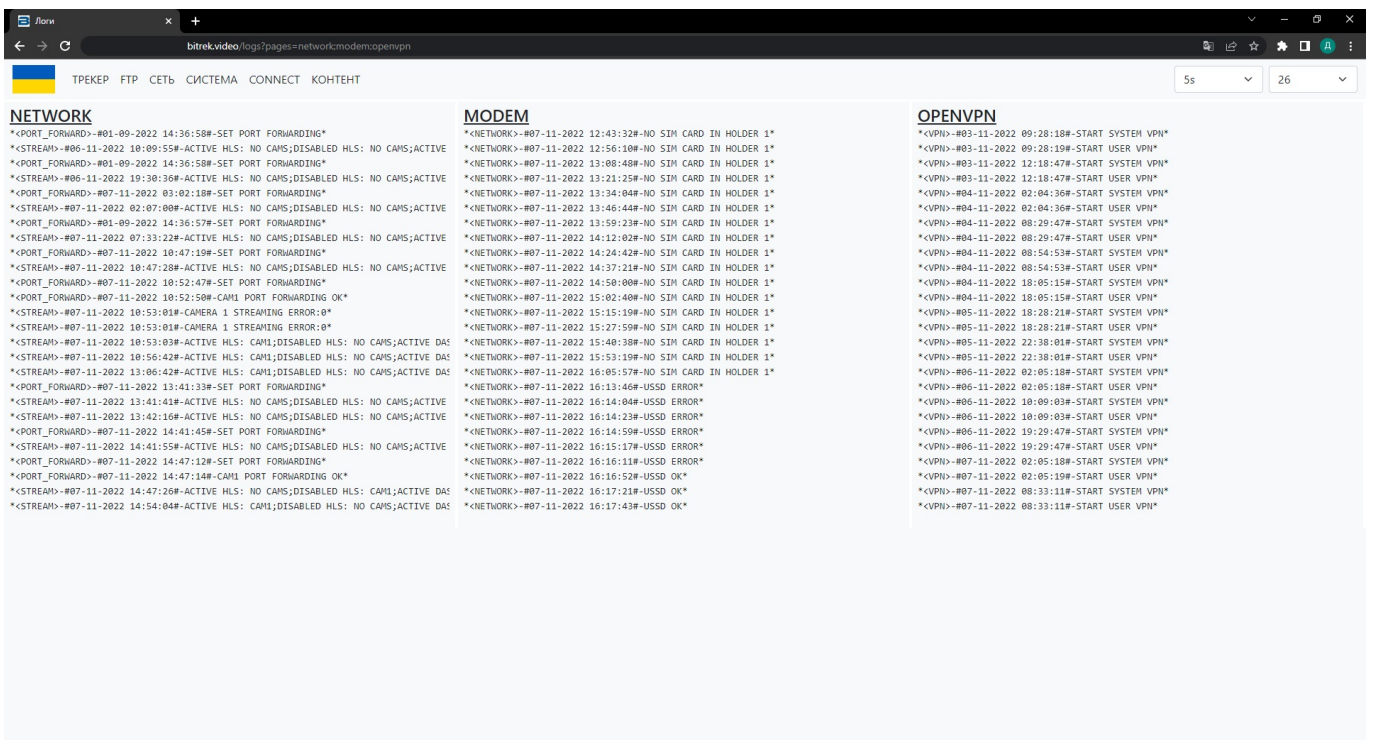 Логи
bitrek.video/logs?pages=network;modem;openvpn
Д
ТРЕКЕР FTP СЕТЬ СИСТЕМА CONNECT КОНТЕНТ
5s
26
NETWORK
*<PORT_FORWARD>-#01-09-2022 14:36:58#-SET PORT FORWARDING*
*<STREAM>-#06-11-2022 10:09:55#-ACTIVE HLS: NO CAMS;DISABLED HLS: NO CAMS;ACTIVE
*<PORT_FORWARD>-#01-09-2022 14:36:58#-SET PORT FORWARDING*
*<STREAM>-#06-11-2022 19:30:36#-ACTIVE HLS: NO CAMS;DISABLED HLS: NO CAMS;ACTIVE
*<PORT_FORWARD>-#07-11-2022 03:02:18#-SET PORT FORWARDING*
*<STREAM>-#07-11-2022 02:07:00#-ACTIVE HLS: NO CAMS;DISABLED HLS: NO CAMS;ACTIVE
*<PORT_FORWARD>-#01-09-2022 14:36:57#-SET PORT FORWARDING*
*<STREAM>-#07-11-2022 07:33:22#-ACTIVE HLS: NO CAMS;DISABLED HLS: NO CAMS;ACTIVE
*<PORT_FORWARD>-#07-11-2022 10:47:19#-SET PORT FORWARDING*
*<STREAM>-#07-11-2022 10:47:28#-ACTIVE HLS: NO CAMS;DISABLED HLS: NO CAMS;ACTIVE
*<PORT_FORWARD>-#07-11-2022 10:52:47#-SET PORT FORWARDING*
*<PORT_FORWARD>-#07-11-2022 10:52:50#-CAM1 PORT FORWARDING OK*
*<STREAM>-#07-11-2022 10:53:01#-CAMERA 1 STREAMING ERROR:0*
*<STREAM>-#07-11-2022 10:53:01#-CAMERA 1 STREAMING ERROR:0*
*<STREAM>-#07-11-2022 10:53:03#-ACTIVE HLS: CAM1;DISABLED HLS: NO CAMS;ACTIVE DAS
*<STREAM>-#07-11-2022 10:56:42#-ACTIVE HLS: CAM1;DISABLED HLS: NO CAMS;ACTIVE DAS
*<STREAM>-#07-11-2022 13:06:42#-ACTIVE HLS: CAM1;DISABLED HLS: NO CAMS;ACTIVE DAS
*<PORT_FORWARD>-#07-11-2022 13:41:33#-SET PORT FORWARDING*
*<STREAM>-#07-11-2022 13:41:41#-ACTIVE HLS: NO CAMS;DISABLED HLS: NO CAMS;ACTIVE
*<STREAM>-#07-11-2022 13:42:16#-ACTIVE HLS: NO CAMS;DISABLED HLS: NO CAMS;ACTIVE
*<PORT_FORWARD>-#07-11-2022 14:41:45#-SET PORT FORWARDING*
*<STREAM>-#07-11-2022 14:41:55#-ACTIVE HLS: NO CAMS;DISABLED HLS: NO CAMS;ACTIVE
*<PORT_FORWARD>-#07-11-2022 14:47:12#-SET PORT FORWARDING*
*<PORT_FORWARD>-#07-11-2022 14:47:14#-CAM1 PORT FORWARDING OK*
*<STREAM>-#07-11-2022 14:47:26#-ACTIVE HLS: NO CAMS;DISABLED HLS: CAM1;ACTIVE DAS
*<STREAM>-#07-11-2022 14:54:04#-ACTIVE HLS: CAM1;DISABLED HLS: NO CAMS;ACTIVE DAS
MODEM
*<NETWORK>-#07-11-2022 12:43:32#-NO SIM CARD IN HOLDER 1*
*<NETWORK>-#07-11-2022 12:56:10#-NO SIM CARD IN HOLDER 1*
*<NETWORK>-#07-11-2022 13:08:48#-NO SIM CARD IN HOLDER 1*
*<NETWORK>-#07-11-2022 13:21:25#-NO SIM CARD IN HOLDER 1*
*<NETWORK>-#07-11-2022 13:34:04#-NO SIM CARD IN HOLDER 1*
*<NETWORK>-#07-11-2022 13:46:44#-NO SIM CARD IN HOLDER 1*
*<NETWORK>-#07-11-2022 13:59:23#-NO SIM CARD IN HOLDER 1*
*<NETWORK>-#07-11-2022 14:12:02#-NO SIM CARD IN HOLDER 1*
*<NETWORK>-#07-11-2022 14:24:42#-NO SIM CARD IN HOLDER 1*
*<NETWORK>-#07-11-2022 14:37:21#-NO SIM CARD IN HOLDER 1*
*<NETWORK>-#07-11-2022 14:50:00#-NO SIM CARD IN HOLDER 1*
*<NETWORK>-#07-11-2022 15:02:40#-NO SIM CARD IN HOLDER 1*
*<NETWORK>-#07-11-2022 15:15:19#-NO SIM CARD IN HOLDER 1*
*<NETWORK>-#07-11-2022 15:27:59#-NO SIM CARD IN HOLDER 1*
*<NETWORK>-#07-11-2022 15:40:38#-NO SIM CARD IN HOLDER 1*
*<NETWORK>-#07-11-2022 15:53:19#-NO SIM CARD IN HOLDER 1*
*<NETWORK>-#07-11-2022 16:05:57#-NO SIM CARD IN HOLDER 1*
*<NETWORK>-#07-11-2022 16:13:46#-USSD ERROR*
*<NETWORK>-#07-11-2022 16:14:04#-USSD ERROR*
*<NETWORK>-#07-11-2022 16:14:23#-USSD ERROR*
*<NETWORK>-#07-11-2022 16:14:59#-USSD ERROR*
*<NETWORK>-#07-11-2022 16:15:17#-USSD ERROR*
*<NETWORK>-#07-11-2022 16:16:11#-USSD ERROR*
*<NETWORK>-#07-11-2022 16:16:52#-USSD OK*
*<NETWORK>-#07-11-2022 16:17:21#-USSD OK*
*<NETWORK>-#07-11-2022 16:17:43#-USSD OK*
OPENVPN
*<VPN>-#03-11-2022 09:28:18#-START SYSTEM VPN*
*<VPN>-#03-11-2022 09:28:19#-START USER VPN*
*<VPN>-#03-11-2022 12:18:47#-START SYSTEM VPN*
*<VPN>-#03-11-2022 12:18:47#-START USER VPN*
*<VPN>-#04-11-2022 02:04:36#-START SYSTEM VPN*
*<VPN>-#04-11-2022 02:04:36#-START USER VPN*
*<VPN>-#04-11-2022 08:29:47#-START SYSTEM VPN*
*<VPN>-#04-11-2022 08:29:47#-START USER VPN*
*<VPN>-#04-11-2022 08:54:53#-START SYSTEM VPN*
*<VPN>-#04-11-2022 08:54:53#-START USER VPN*
*<VPN>-#04-11-2022 18:05:15#-START SYSTEM VPN*
*<VPN>-#04-11-2022 18:05:15#-START USER VPN*
*<VPN>-#05-11-2022 18:28:21#-START SYSTEM VPN*
*<VPN>-#05-11-2022 18:28:21#-START USER VPN*
*<VPN>-#05-11-2022 22:38:01#-START SYSTEM VPN*
*<VPN>-#05-11-2022 22:38:01#-START USER VPN*
*<VPN>-#06-11-2022 02:05:18#-START SYSTEM VPN*
*<VPN>-#06-11-2022 02:05:18#-START USER VPN*
*<VPN>-#06-11-2022 10:09:03#-START SYSTEM VPN*
*<VPN>-#06-11-2022 10:09:03#-START USER VPN*
*<VPN>-#06-11-2022 19:29:47#-START SYSTEM VPN*
*<VPN>-#06-11-2022 19:29:47#-START USER VPN*
*<VPN>-#07-11-2022 02:05:18#-START SYSTEM VPN*
*<VPN>-#07-11-2022 02:05:19#-START USER VPN*
*<VPN>-#07-11-2022 08:33:11#-START SYSTEM VPN*
*<VPN>-#07-11-2022 08:33:11#-START USER VPN*